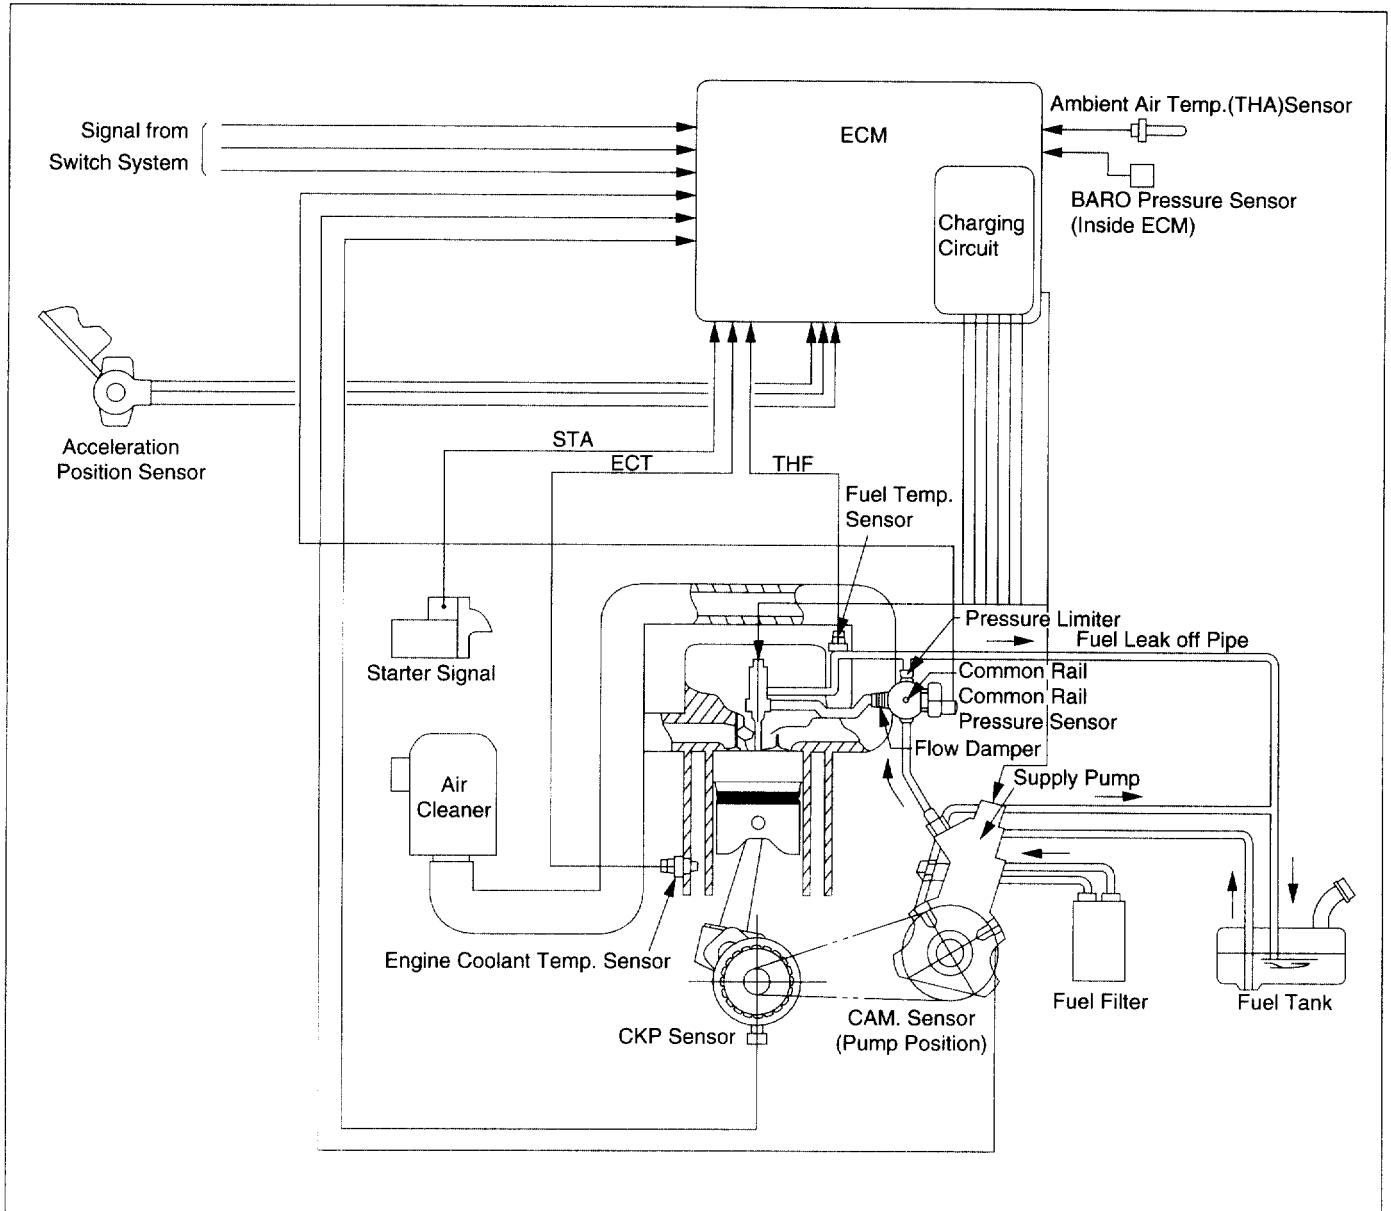 Ambient Air Temp.(THA)Sensor
Signal from
Switch System
ECM
BARO Pressure Sensor
(Inside ECM)
Charging
Circuit
Acceleration
Position Sensor
STA
ECT
THF
Fuel Temp.
Sensor
Pressure Limiter
Fuel Leak off Pipe
Starter Signal
Common Rail
Common Rail
Pressure Sensor
Flow Damper
Supply Pump
Air
Cleaner
Engine Coolant Temp. Sensor
CKP Sensor
CAM. Sensor
(Pump Position)
Fuel Filter
Fuel Tank